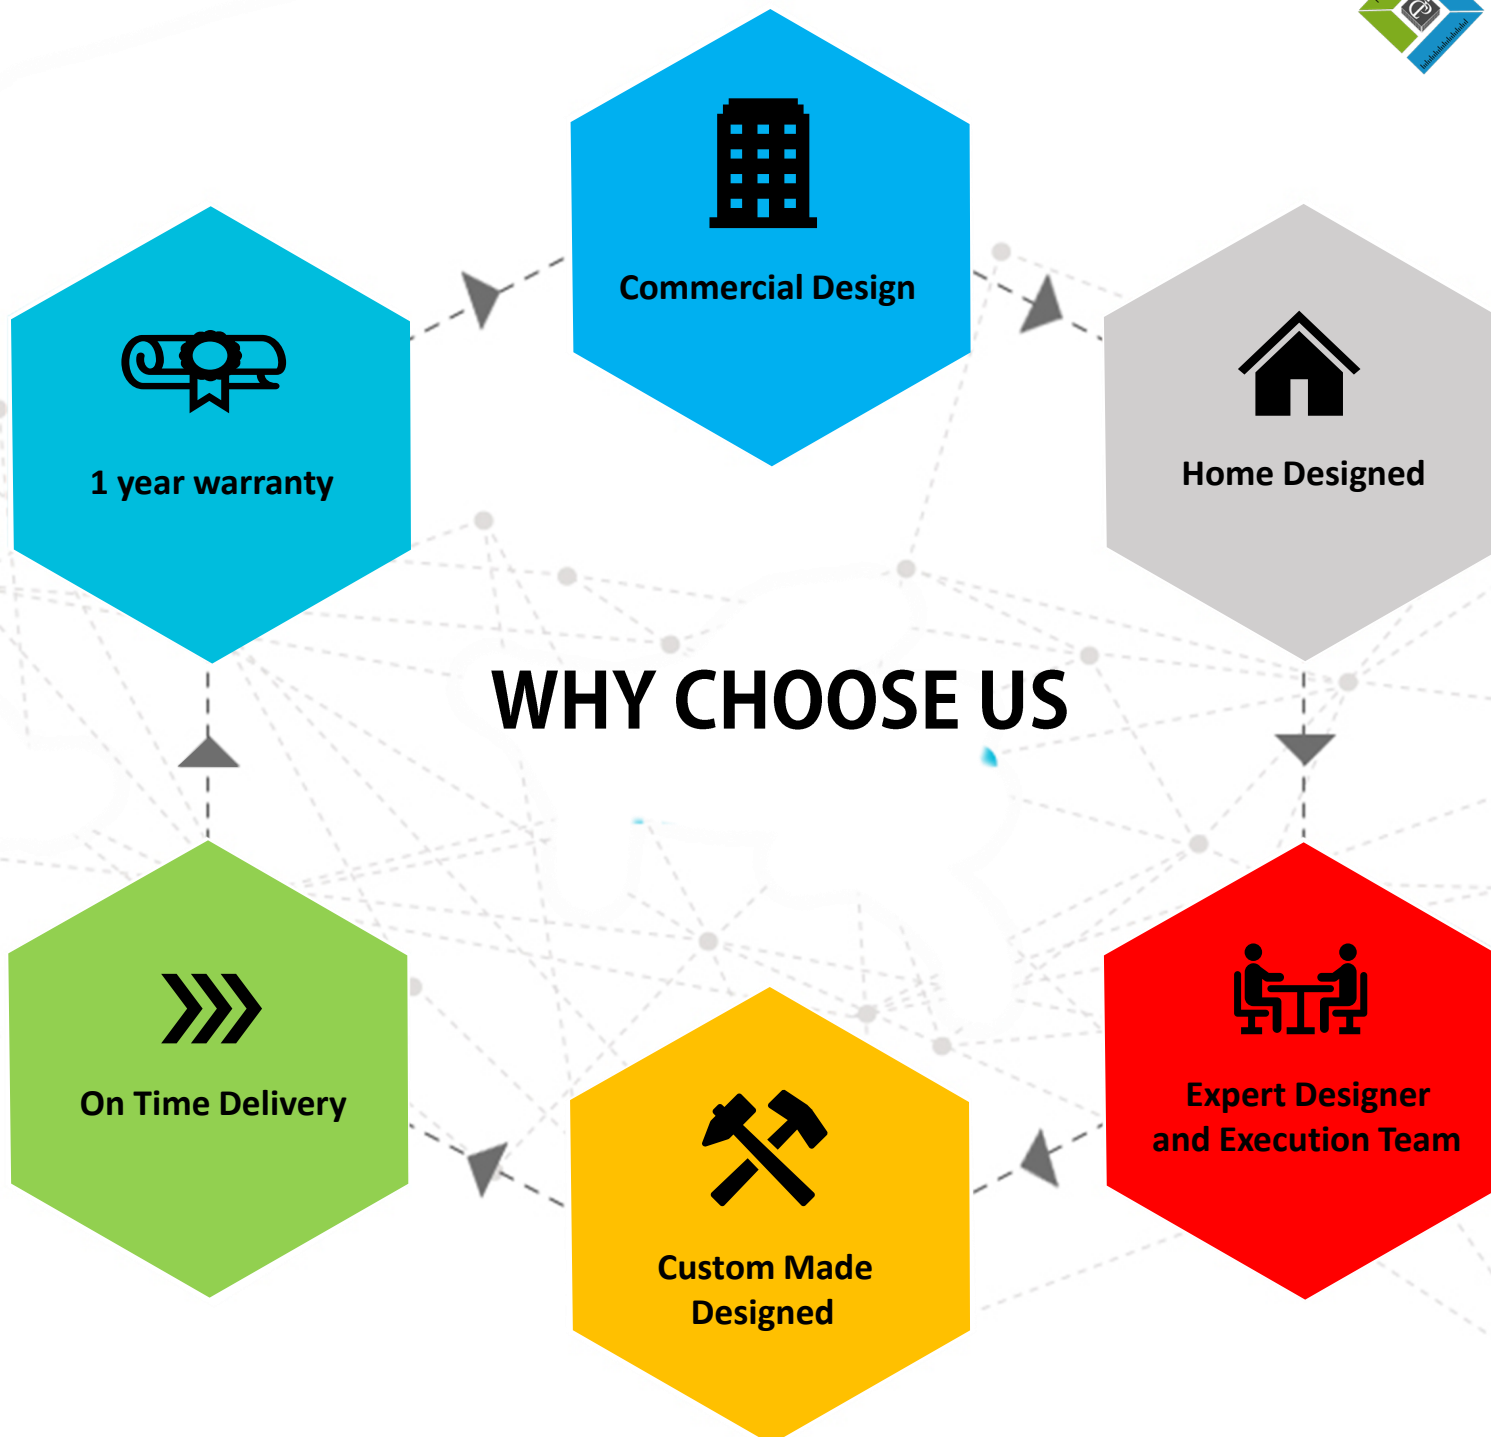 Commercial Design
Home Designed
1 year warranty
WHY CHOOSE US
Expert Designer
and Execution Team
On Time Delivery
Custom Made
Designed